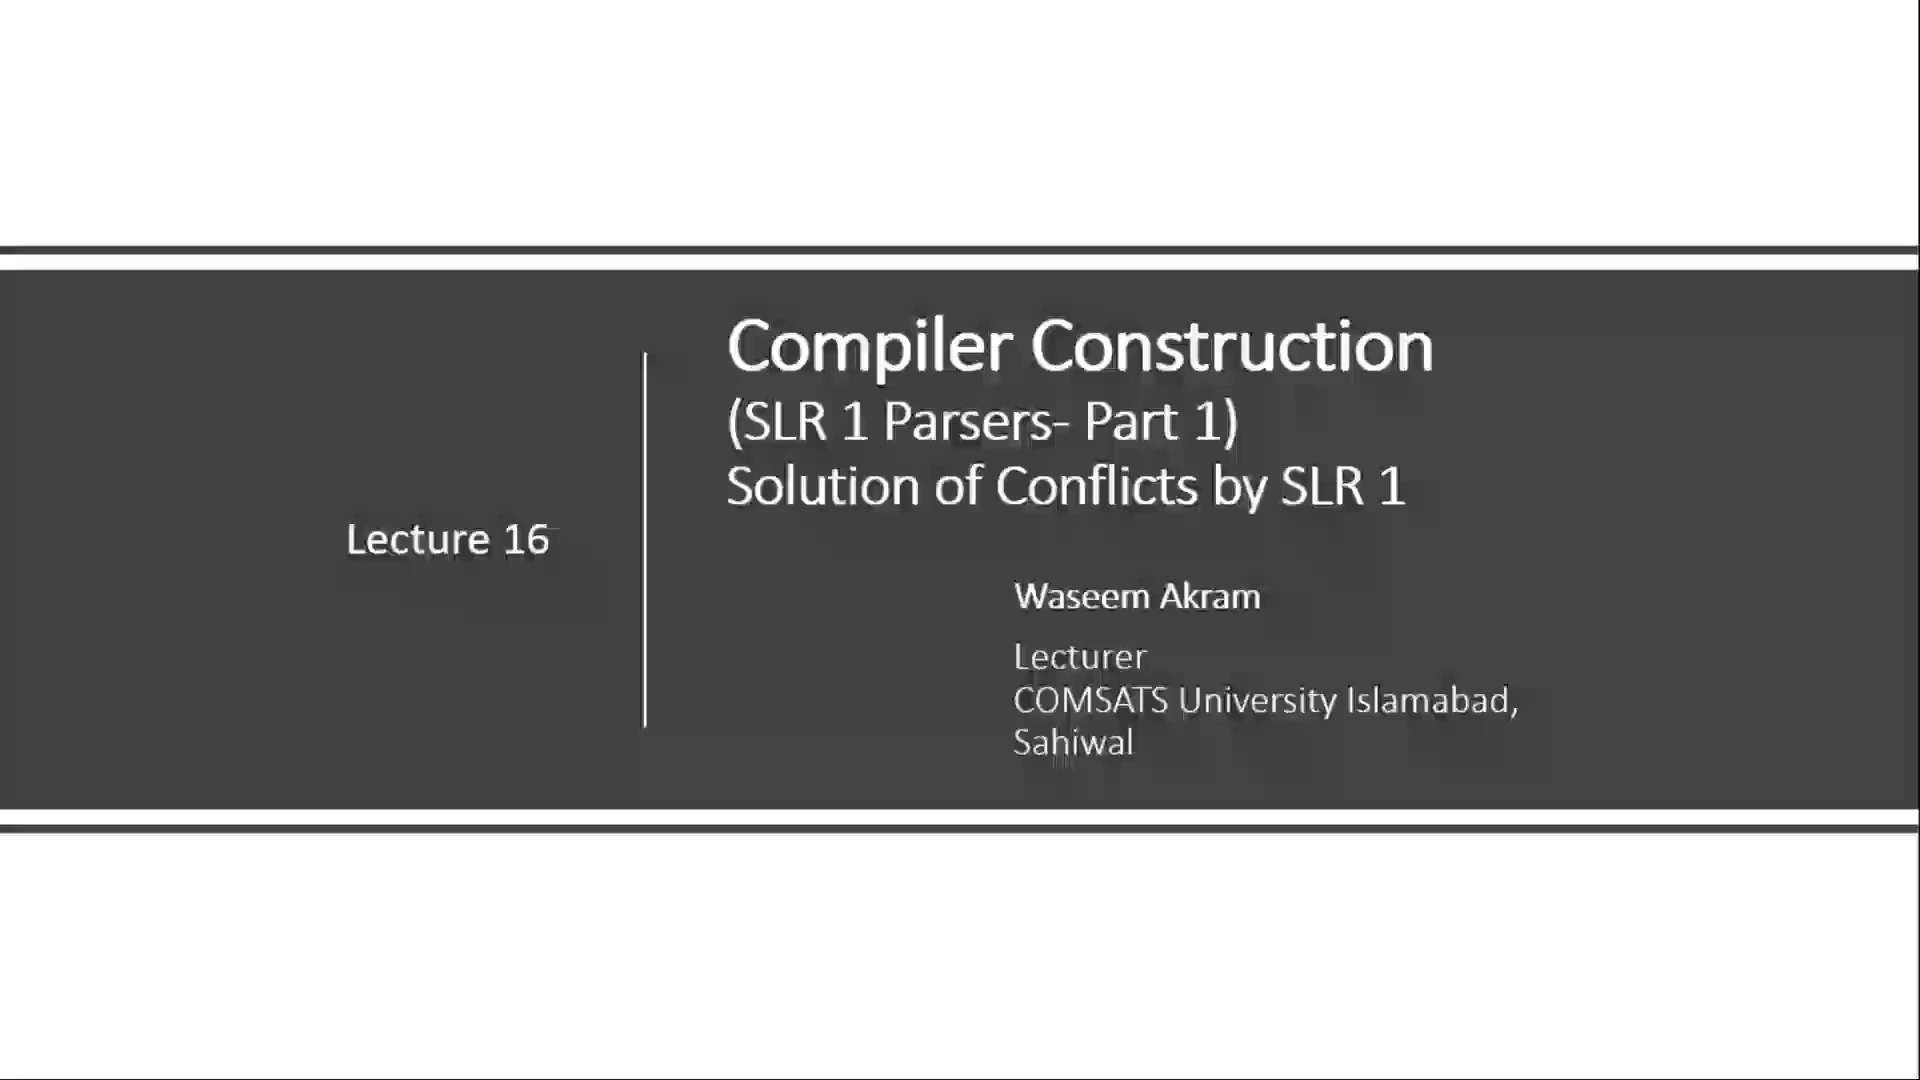 Lecture 16
Compiler Construction
(SLR 1 Parsers- Part 1)
Solution of Conflicts by SLR 1
Waseem Akram
Lecturer
COMSATS University Islamabad,
Sahiwal